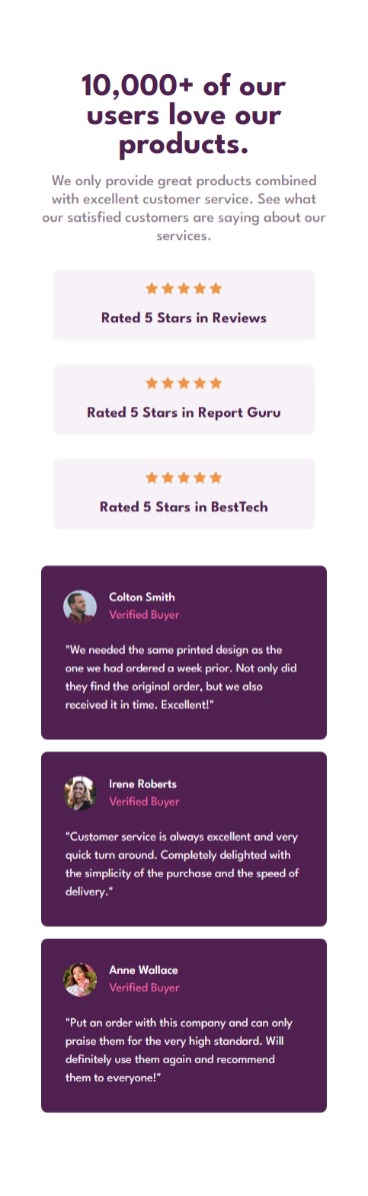 10,000+ of our
users love our
products.
We only provide great products combined
with excellent customer service. See what
our satisfied customers are saying about our
services.
Rated 5 Stars in Reviews
Rated 5 Stars in Report Guru
Rated 5 Stars in BestTech
Colton Smith
Verified Buyer
"We needed the same printed design as the
one we had ordered a week prior. Not only did
they find the original order, but we also
received it in time. Excellent!"
Irene Roberts
Verified Buyer
"Customer service is always excellent and very
quick turn around. Completely delighted with
the simplicity of the purchase and the speed of
delivery."
Anne Wallace
Verified Buyer
"Put an order with this company and can only
praise them for the very high standard. Will
definitely use them again and recommend
them to everyone!"